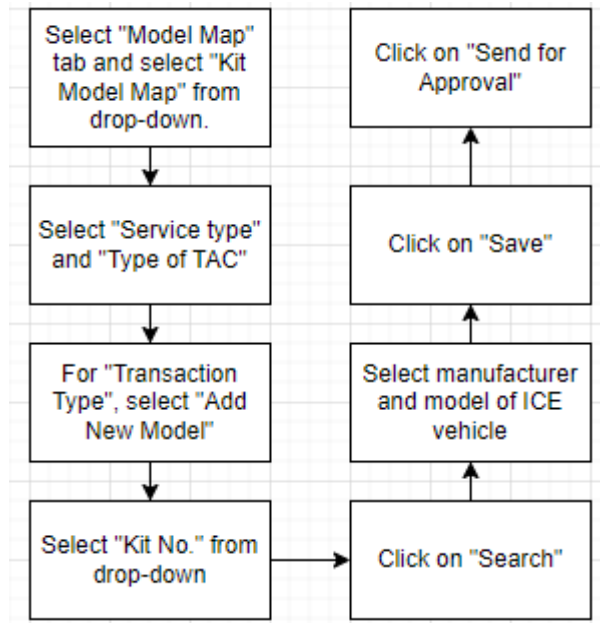 Select "Model Map"
tab and select "Kit
Model Map" from
drop-down.
Select "Service type"
and "Type of TAC"
For "Transaction
Type", select "Add
New Model"
Select "Kit No." from
drop-down
Click on "Search"
Select manufacturer
and model of ICE
vehicle
Click on "Save"
Click on "Send for
Approval"